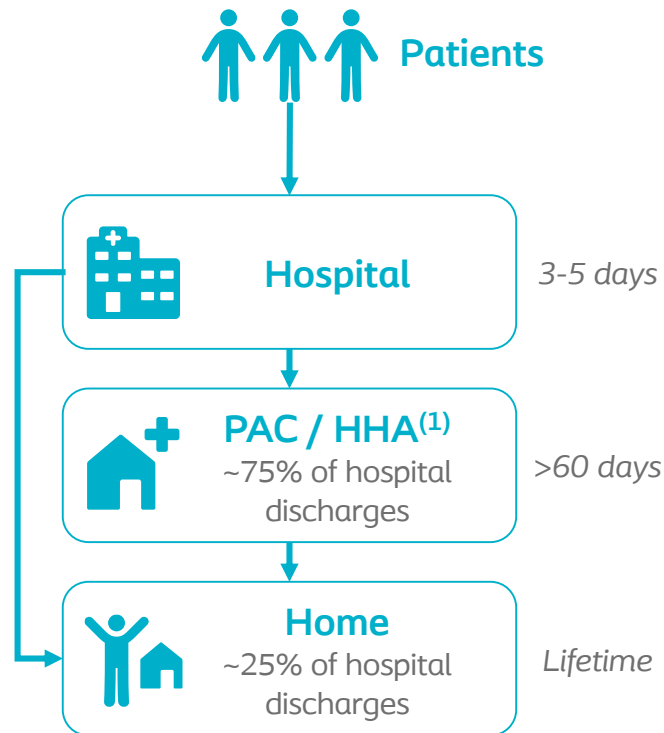 Patients
Hospital
3-5 days
PAC / HHA(1)
~75% of hospital
discharges
>60 days
Home
~25% of hospital
discharges
Lifetime